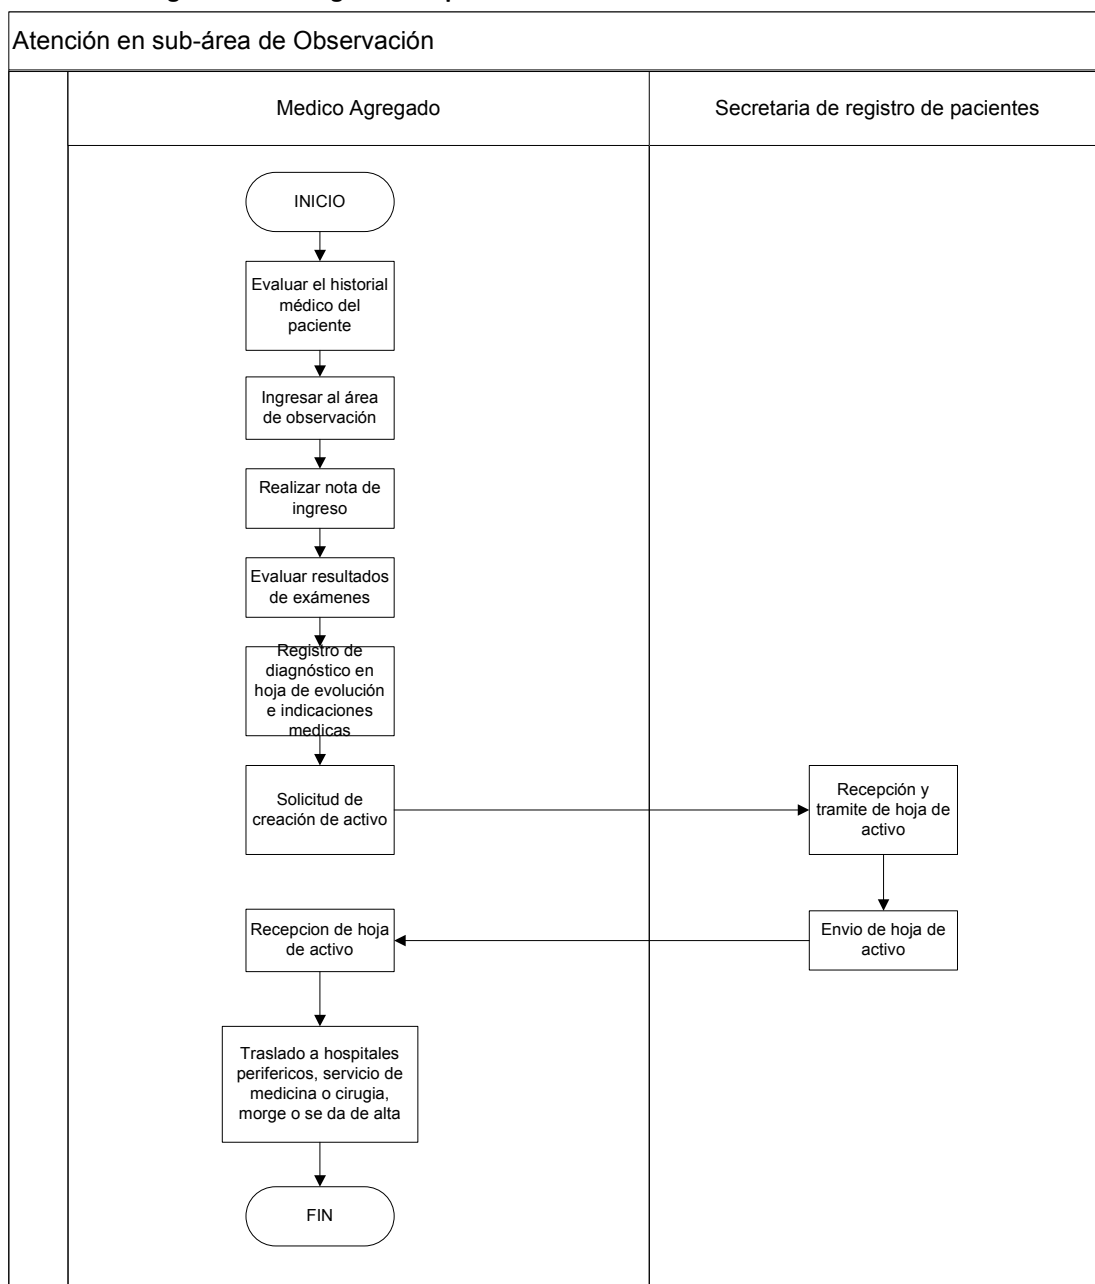 Atención en sub-área de Observación
Medico Agregado
Secretaria de registro de pacientes
INICIO
Evaluar el historial
médico del
paciente
Ingresar al área
de observación
Realizar nota de
ingreso
Evaluar resultados
de exámenes
Registro de
diagnóstico en
hoja de evolución
e indicaciones
medicas
Solicitud de
creación de activo
Recepción y
tramite de hoja de
activo
Envio de hoja de
activo
Recepcion de hoja
de activo
Traslado a hospitales
perifericos, servicio de
medicina o cirugia,
morge o se da de alta
FIN